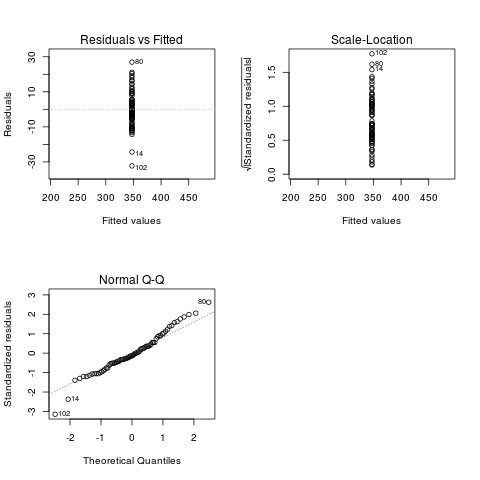 Residuals vs Fitted
Residuals
30
10
-10
-30
80
14
102
200 250 300 350 400 450
Fitted values
Scale-Location
√|Standardized residuals|
1.5
1.0
0.5
0.0
102
80
14
200 250 300 350 400 450
Fitted values
Normal Q-Q
Standardized residuals
3
2
1
0
-1
-2
-3
80
14
102
-2 -1 0 1 2
Theoretical Quantiles